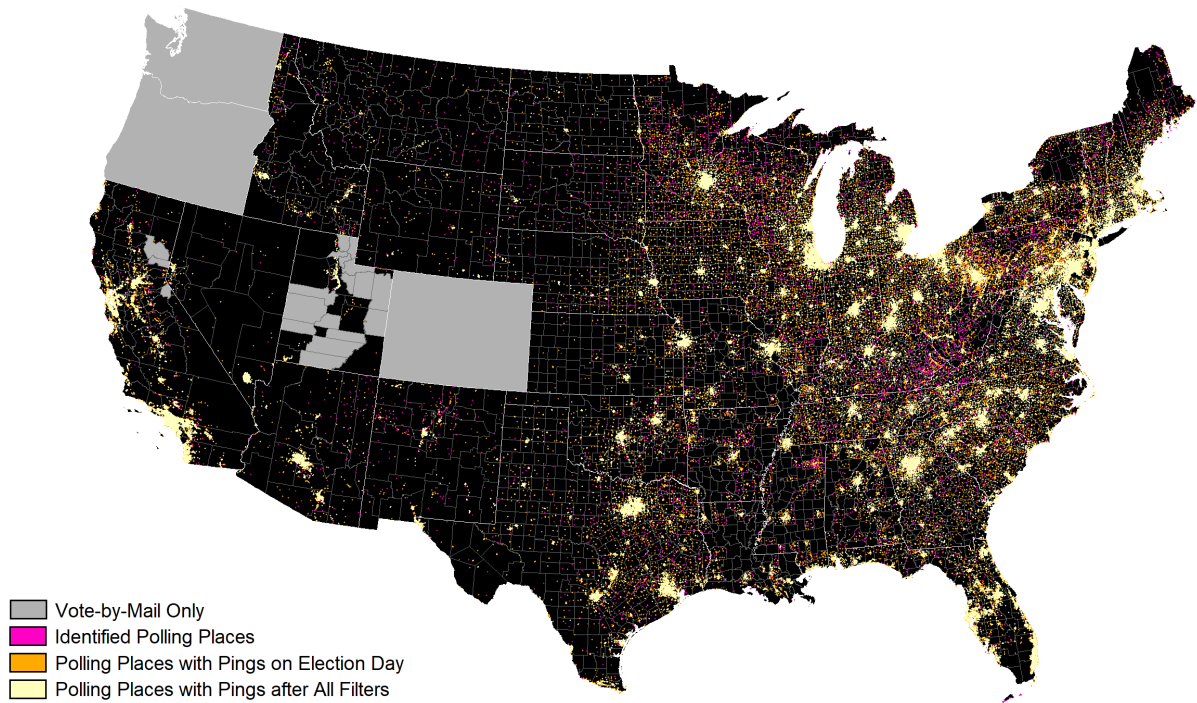 Vote-by-Mail Only
Identified Polling Places
Polling Places with Pings on Election Day
Polling Places with Pings after All Filters